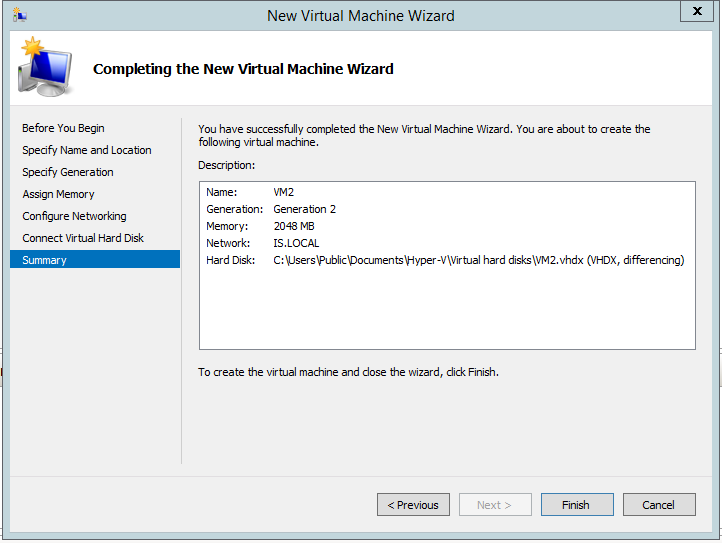 New Virtual Machine Wizard
x
Completing the New Virtual Machine Wizard
Before You Begin
Specify Name and Location
Specify Generation
Assign Memory
Configure Networking
Connect Virtual Hard Disk
Summary
You have successfully completed the New Virtual Machine Wizard. You are about to create the
following virtual machine.
Description:
Name: VM2
Generation: Generation 2
Memory: 2048 MB
Network: IS.LOCAL
Hard Disk: C:\Users\Public\Documents\Hyper-V\Virtual hard disks\VM2.vhdx (VHDX, differencing)
To create the virtual machine and close the wizard, click Finish.
< Previous
Next >
Finish
Cancel